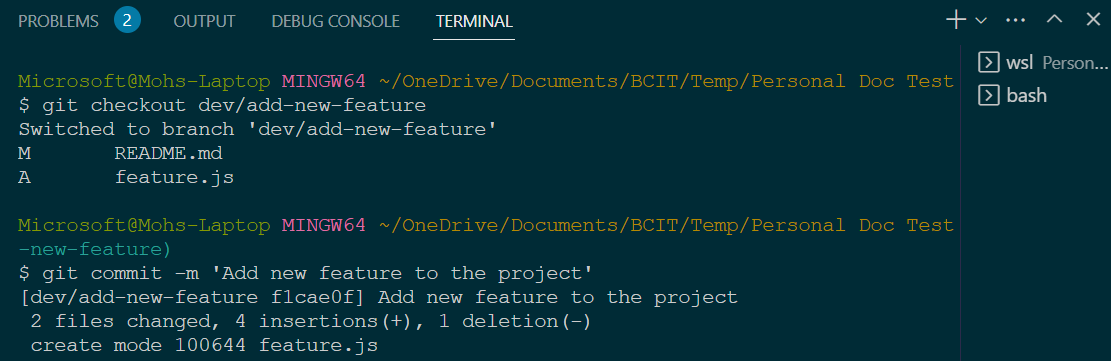 PROBLEMS 2 OUTPUT DEBUG CONSOLE TERMINAL
wsl Person...
bash
Microsoft@Mohs-Laptop MINGW64 ~/OneDrive/Documents/BCIT/Temp/Personal Doc Test
$ git checkout dev/add-new-feature
Switched to branch 'dev/add-new-feature'
M README.md
A feature.js
Microsoft@Mohs-Laptop MINGW64 ~/OneDrive/Documents/BCIT/Temp/Personal Doc Test
-new-feature)
$ git commit -m 'Add new feature to the project'
[dev/add-new-feature f1cae0f] Add new feature to the project
2 files changed, 4 insertions(+), 1 deletion(-)
create mode 100644 feature.js